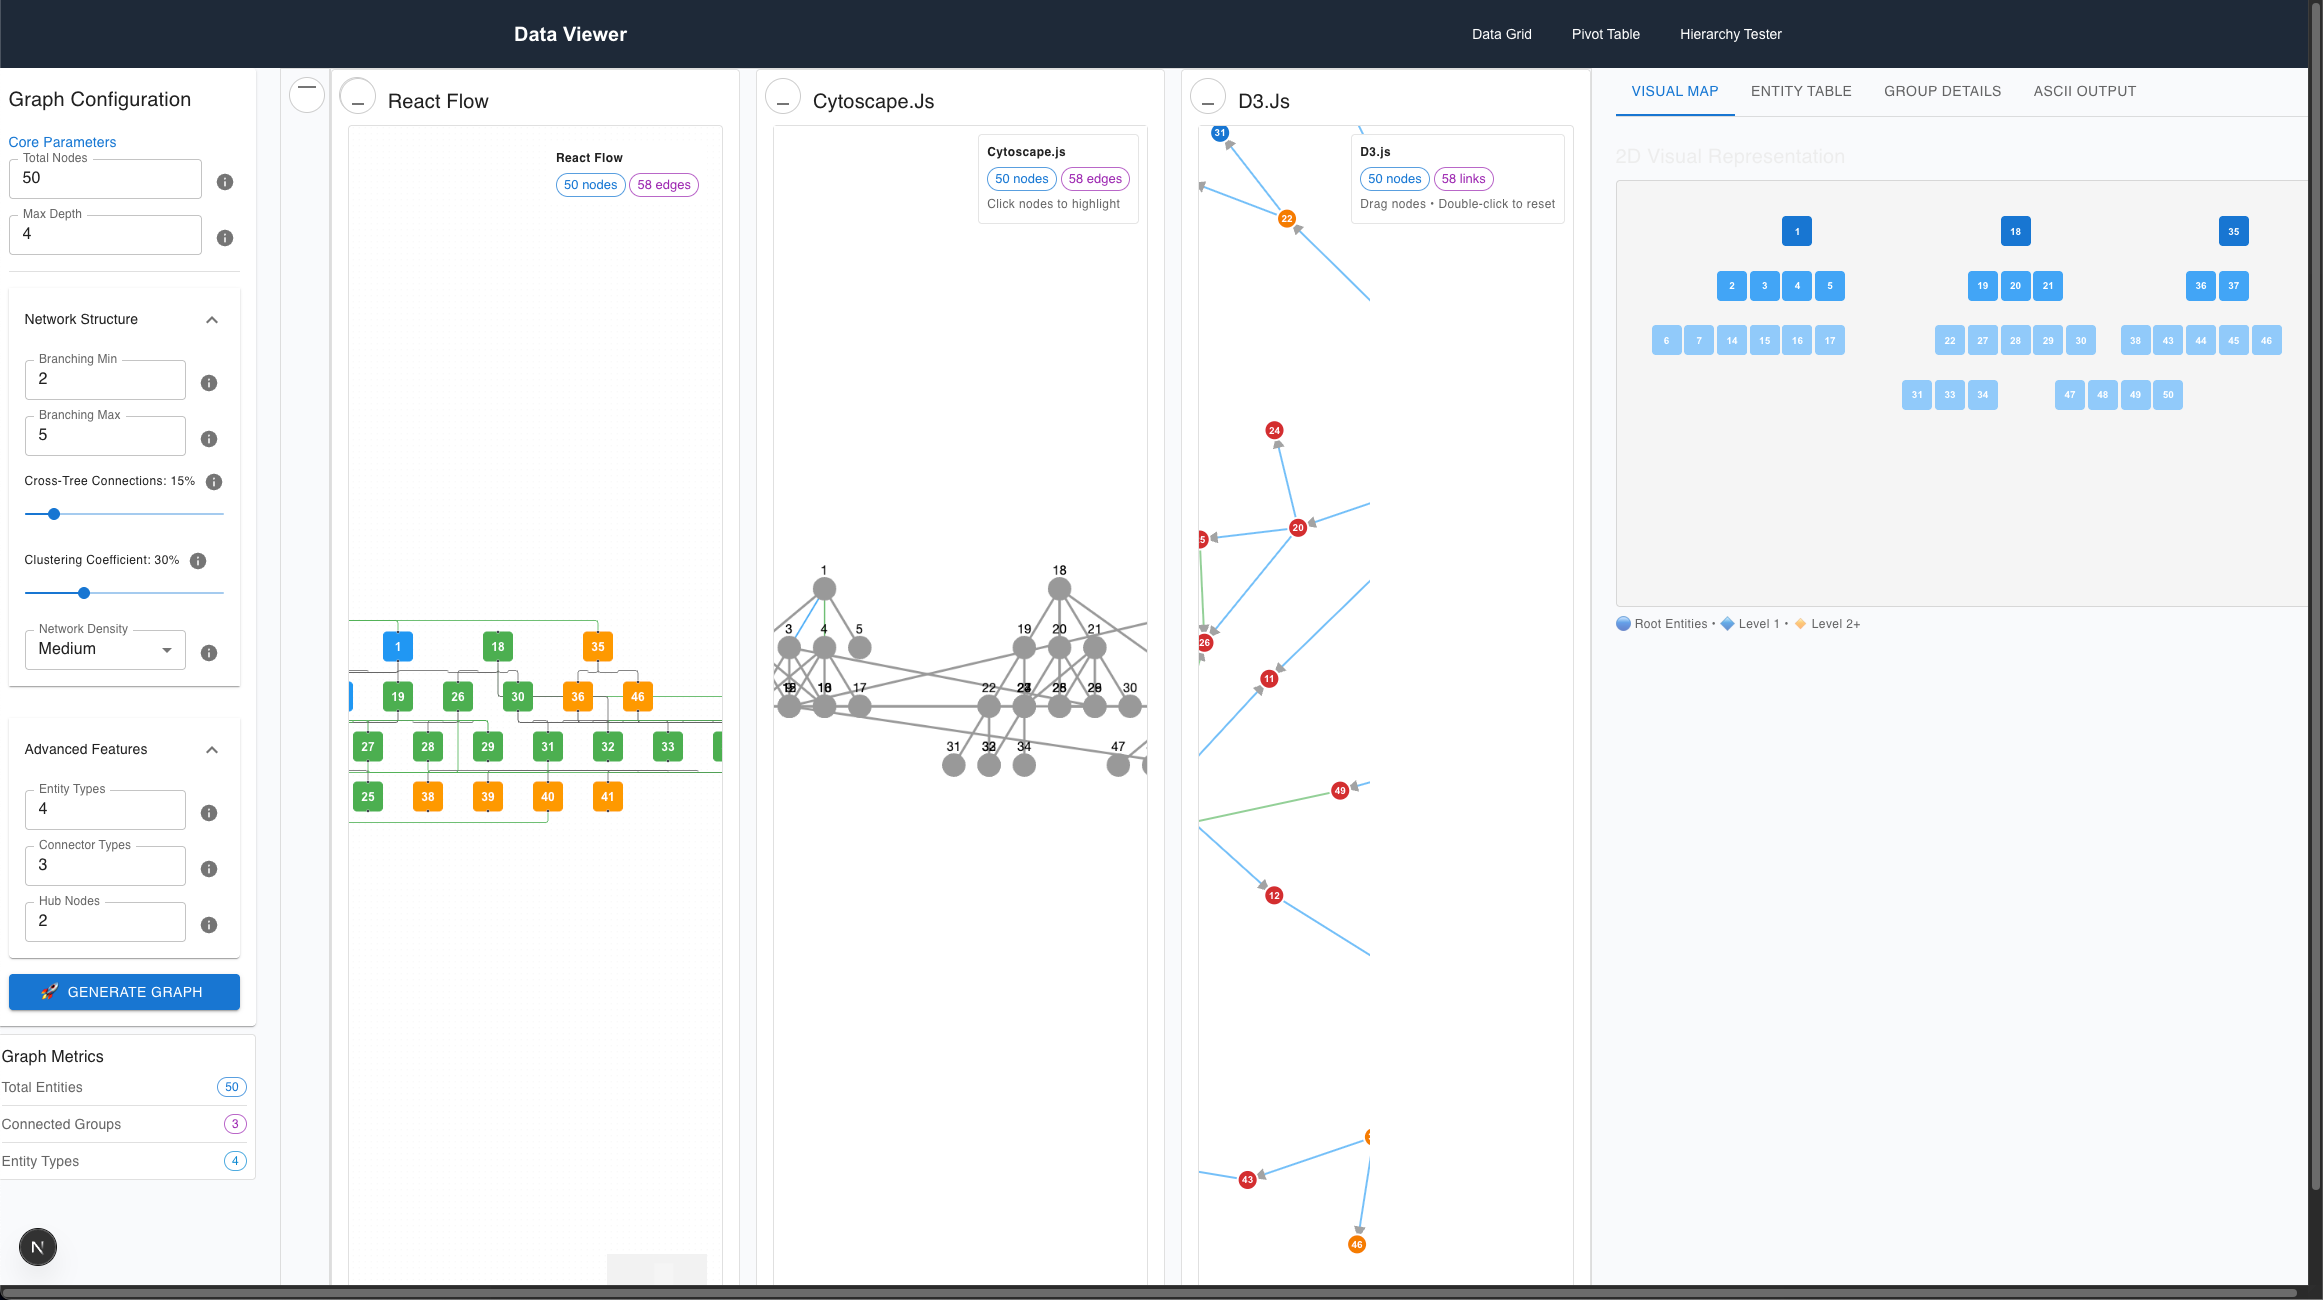 Data Viewer
Data Grid
Pivot Table
Hierarchy Tester
Graph Configuration
Core Parameters
Total Nodes
50
Max Depth
4
Network Structure
Branching Min
2
Branching Max
5
Cross-Tree Connections: 15%
Clustering Coefficient: 30%
Network Density
Medium
Advanced Features
Entity Types
4
Connector Types
3
Hub Nodes
2
GENERATE GRAPH
Graph Metrics
Total Entities 50
Connected Groups 3
Entity Types 4
N
React Flow
React Flow
50 nodes 58 edges
1 18 35
19 26 30 36 46
27 28 29 31 32 33
25 38 39 40 41
Cytoscape.Js
Cytoscape.js
50 nodes 58 edges
Click nodes to highlight
1 18
3 4 5 19 20 21
17 22 30
31 34 47
D3.Js
D3.js
50 nodes 58 links
Drag nodes • Double-click to reset
31
22
24
20
5
26
11
49
12
43
46
VISUAL MAP
ENTITY TABLE
GROUP DETAILS
ASCII OUTPUT
2D Visual Representation
1 18 35
2 3 4 5 19 20 21 36 37
6 7 14 15 16 17 22 27 28 29 30 38 43 44 45 46
31 33 34 47 48 49 50
Root Entities • Level 1 • Level 2+